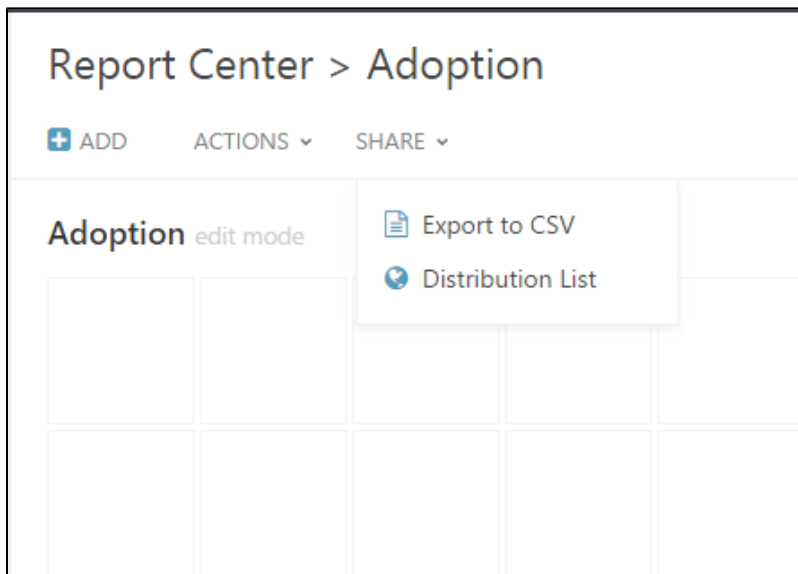 Report Center > Adoption
ADD ACTIONS SHARE
Adoption edit mode
Export to CSV
Distribution List